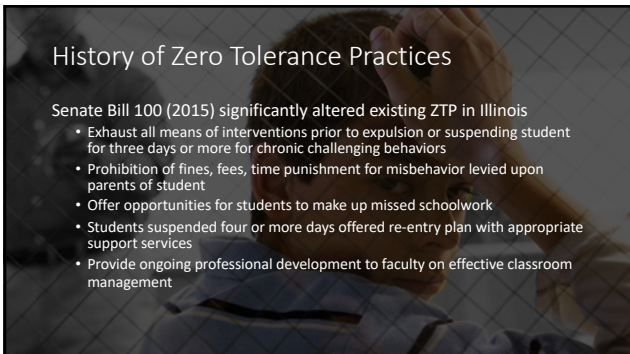 History of Zero Tolerance Practices
Senate Bill 100 (2015) significantly altered existing ZTP in Illinois
• Exhaust all means of interventions prior to expulsion or suspending student
for three days or more for chronic challenging behaviors
• Prohibition of fines, fees, time punishment for misbehavior levied upon
parents of student
• Offer opportunities for students to make up missed schoolwork
• Students suspended four or more days offered re-entry plan with appropriate
support services
• Provide ongoing professional development to faculty on effective classroom
management